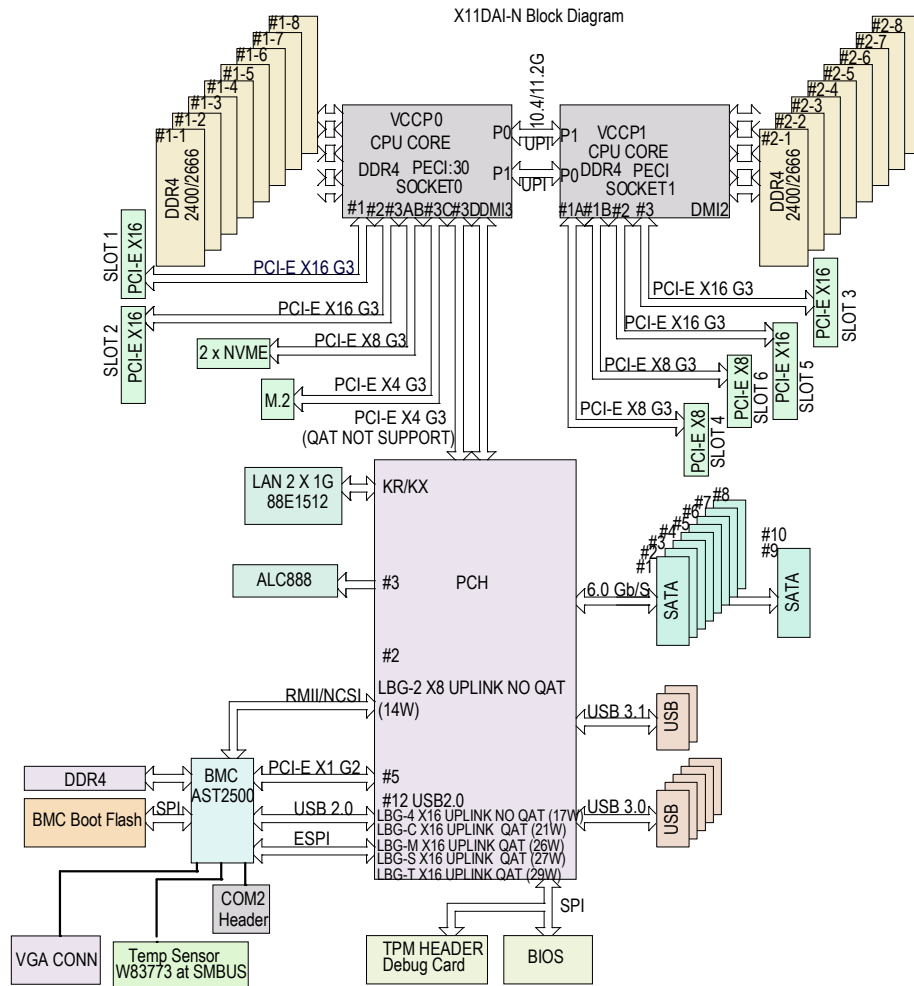 X11DAI-N Block Diagram
#1-8
#1-7
#1-6
#1-5
#1-4
#1-3
#1-2
#1-1
DDR4
2400/2666
VCCP0
CPU CORE
DDR4 PECI:30
SOCKET0
P0
P1
#1 #2 #3AB #3C #3D DMI3
10.4/11.2G
UPI
UPI
VCCP1
CPU CORE
DDR4 PECI
SOCKET1
P1
P0
#1A #1B #2 #3 DMI2
#2-8
#2-7
#2-6
#2-5
#2-4
#2-3
#2-2
#2-1
DDR4
2400/2666
SLOT 1
PCI-E X16
PCI-E X16 G3
SLOT 2
PCI-E X16
PCI-E X16 G3
2 x NVME
PCI-E X8 G3
M.2
PCI-E X4 G3
PCI-E X4 G3
(QAT NOT SUPPORT)
PCI-E X16 G3
PCI-E X16
SLOT 3
PCI-E X16 G3
PCI-E X16
SLOT 5
PCI-E X8 G3
PCI-E X8
SLOT 6
PCI-E X8 G3
PCI-E X8
SLOT 4
LAN 2 X 1G
88E1512
KR/KX
ALC888
#3
PCH
#2
LBG-2 X8 UPLINK NO QAT
(14W)
#5
#12 USB2.0
LBG-4 X16 UPLINK NO QAT (17W)
LBG-C X16 UPLINK QAT (21W)
LBG-M X16 UPLINK QAT (26W)
LBG-S X16 UPLINK QAT (27W)
LBG-T X16 UPLINK QAT (29W)
6.0 Gb/S
#8
#7
#6
#5
#4
#3
#2
#1
SATA
#10
#9
SATA
USB 3.1
USB
USB 3.0
USB
RMII/NCSI
BMC
AST2500
PCI-E X1 G2
USB 2.0
ESPI
DDR4
BMC Boot Flash
SPI
COM2
Header
VGA CONN
Temp Sensor
W83773 at SMBUS
SPI
TPM HEADER
Debug Card
BIOS